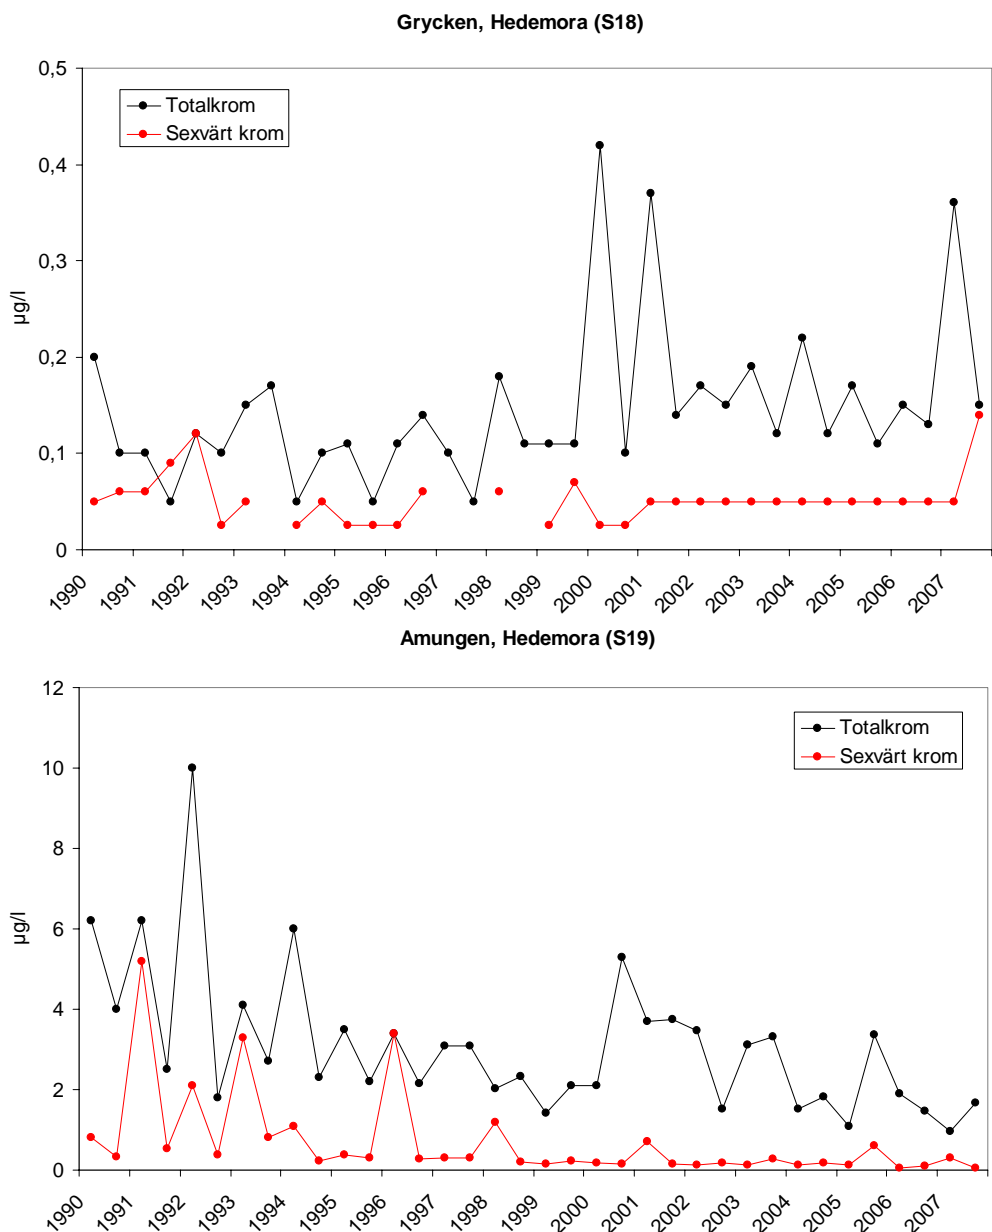 Grycken, Hedemora (S18)
0,5
0,4
0,3
0,2
0,1
0
µg/l
Totalkrom
Sexvärt krom
1990 1991 1992 1993 1994 1995 1996 1997 1998 1999 2000 2001 2002 2003 2004 2005 2006 2007
Amungen, Hedemora (S19)
12
10
8
6
4
2
0
µg/l
Totalkrom
Sexvärt krom
1990 1991 1992 1993 1994 1995 1996 1997 1998 1999 2000 2001 2002 2003 2004 2005 2006 2007